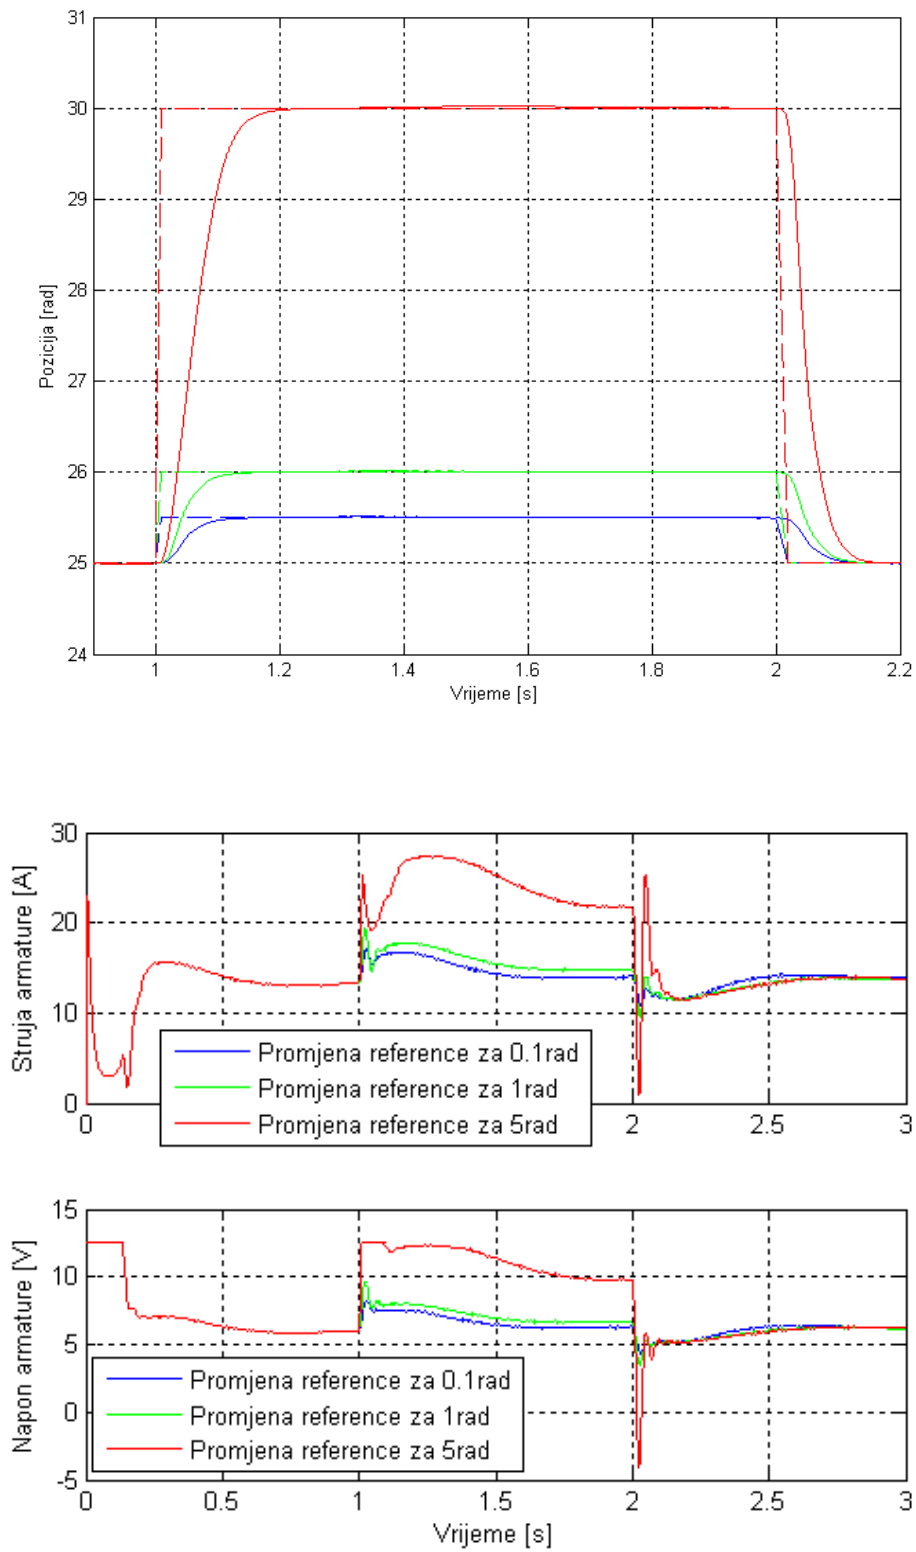 31
30
29
28
27
26
25
24
Pozicija [rad]
1 1.2 1.4 1.6 1.8 2 2.2
Vrijeme [s]
30
20
10
0
Struja armature [A]
Promjena reference za 0.1rad
Promjena reference za 1rad
Promjena reference za 5rad
0 2 2.5 3
15
10
5
0
-5
Napon armature [V]
Promjena reference za 0.1rad
Promjena reference za 1rad
Promjena reference za 5rad
0 0.5 1 1.5 2 2.5 3
Vrijeme [s]